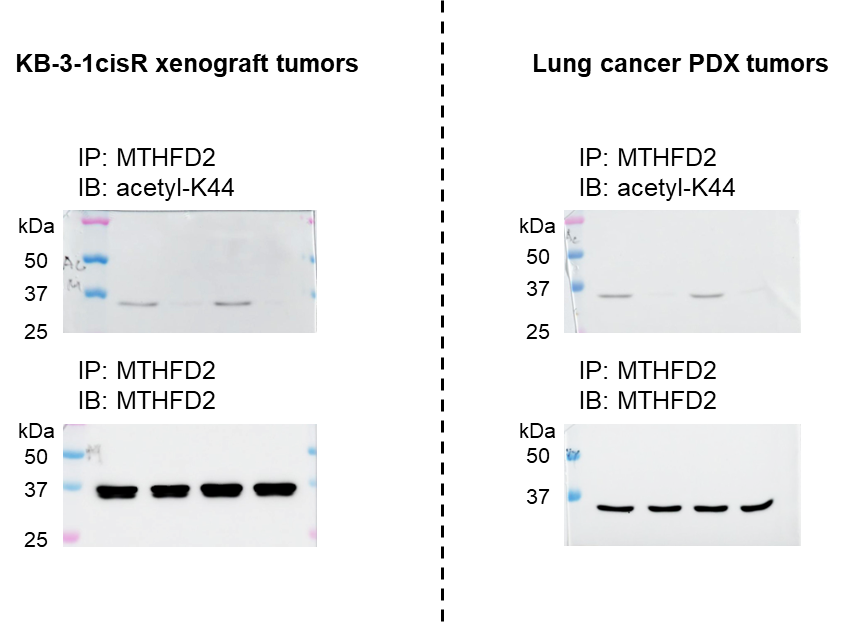 KB-3-1cisR xenograft tumors
IP: MTHFD2
IB: acetyl-K44
kDa
50
37
25
IP: MTHFD2
IB: MTHFD2
kDa
50
37
25
Lung cancer PDX tumors
IP: MTHFD2
IB: acetyl-K44
kDa
50
37
25
IP: MTHFD2
IB: MTHFD2
kDa
50
37